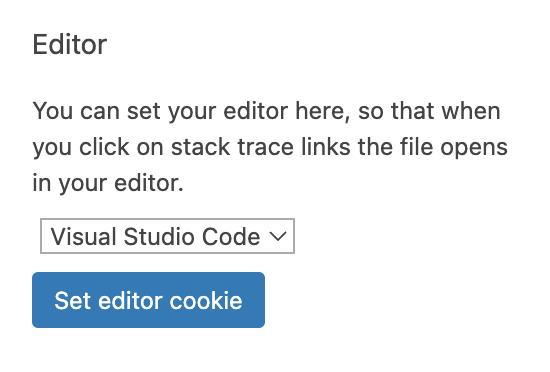 Editor
You can set your editor here, so that when
you click on stack trace links the file opens
in your editor.
Visual Studio Code
Set editor cookie